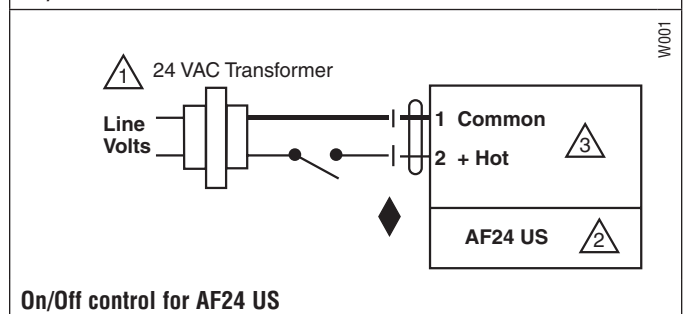 W001
1 24 VAC Transformer
Line
Volts
1 Common
2 + Hot
3
AF24 US 2
On/Off control for AF24 US